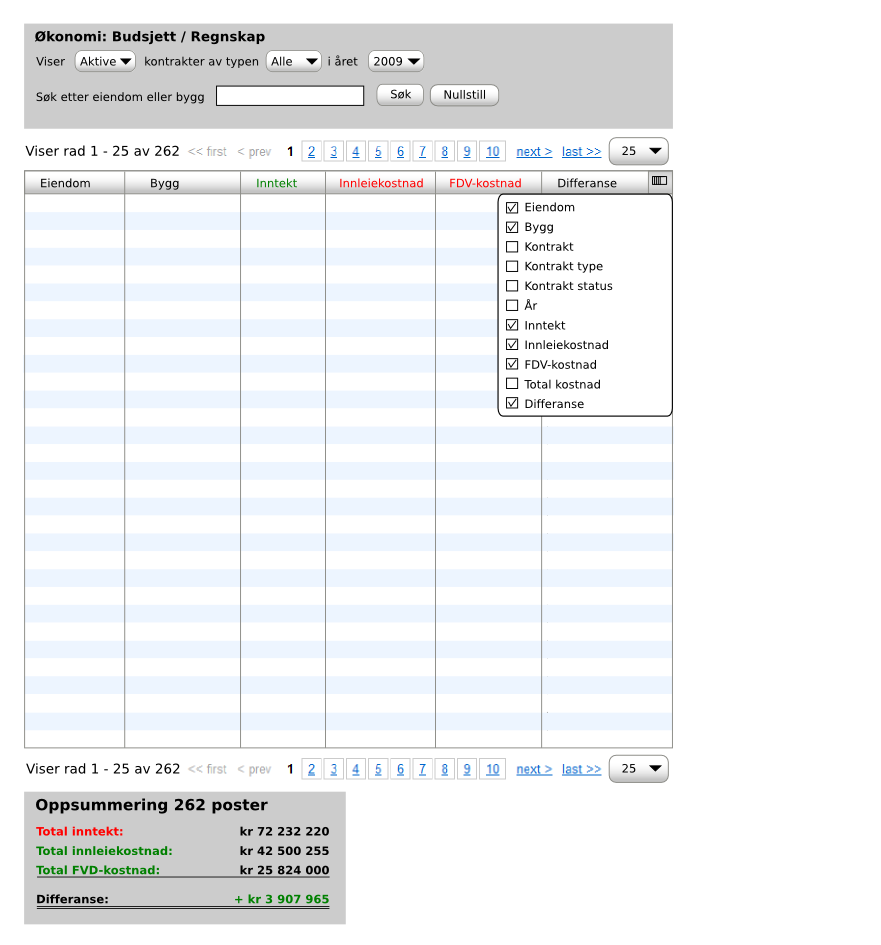 Økonomi: Budsjett / Regnskap
Viser Aktive kontrakter av typen Alle i året 2009
Søk etter eiendom eller bygg Søk Nullstill
Viser rad 1 - 25 av 262 << first < prev 1 2 3 4 5 6 7 8 9 10 next > last >> 25
Eiendom Bygg Inntekt Innleiekostnad FDV-kostnad Differanse
Eiendom
Bygg
Kontrakt
Kontrakt type
Kontrakt status
År
Inntekt
Innleiekostnad
FDV-kostnad
Total kostnad
Differanse
Viser rad 1 - 25 av 262 << first < prev 1 2 3 4 5 6 7 8 9 10 next > last >> 25
Oppsummering 262 poster
Total inntekt: kr 72 232 220
Total innleiekostnad: kr 42 500 255
Total FVD-kostnad: kr 25 824 000
Differanse: + kr 3 907 965